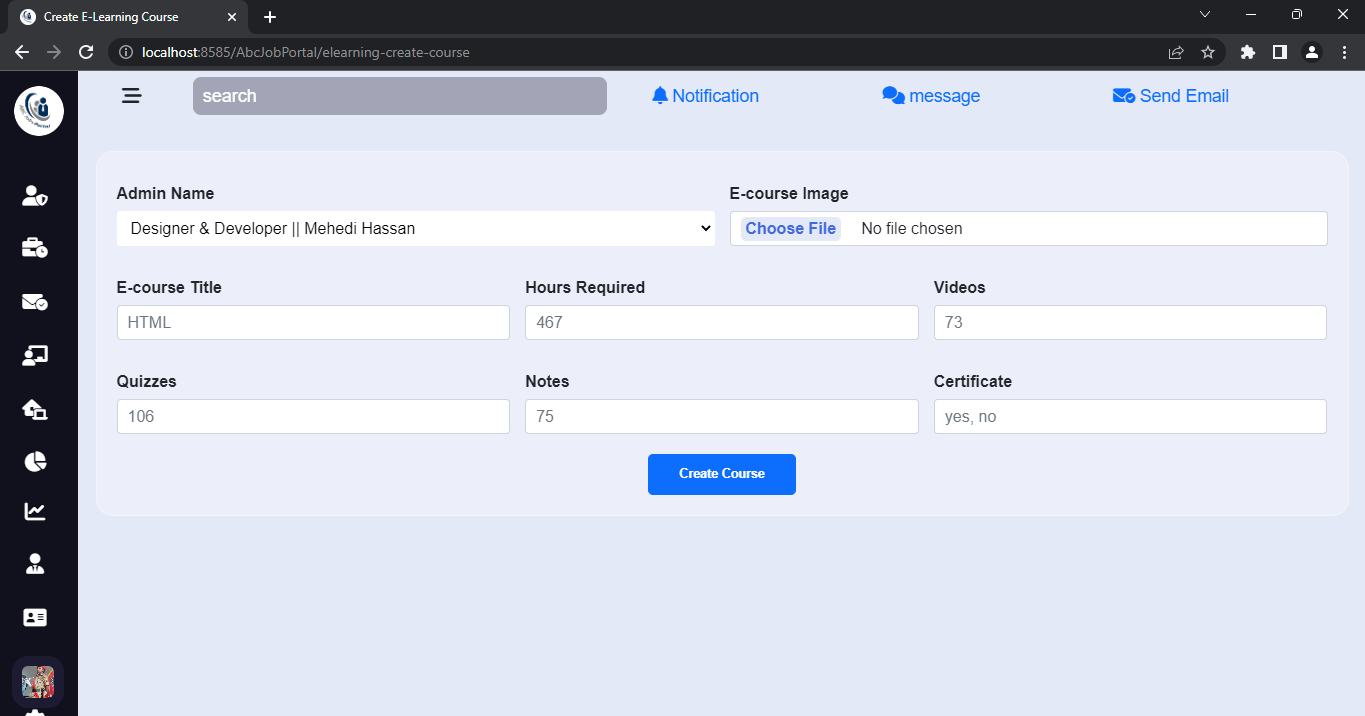 Create E-Learning Course
localhost:8585/AbcJobPortal/elearning-create-course
search
Notification
message
Send Email
Admin Name
E-course Image
Designer & Developer || Mehedi Hassan
Choose File No file chosen
E-course Title
Hours Required
Videos
HTML
467
73
Quizzes
Notes
Certificate
106
75
yes, no
Create Course